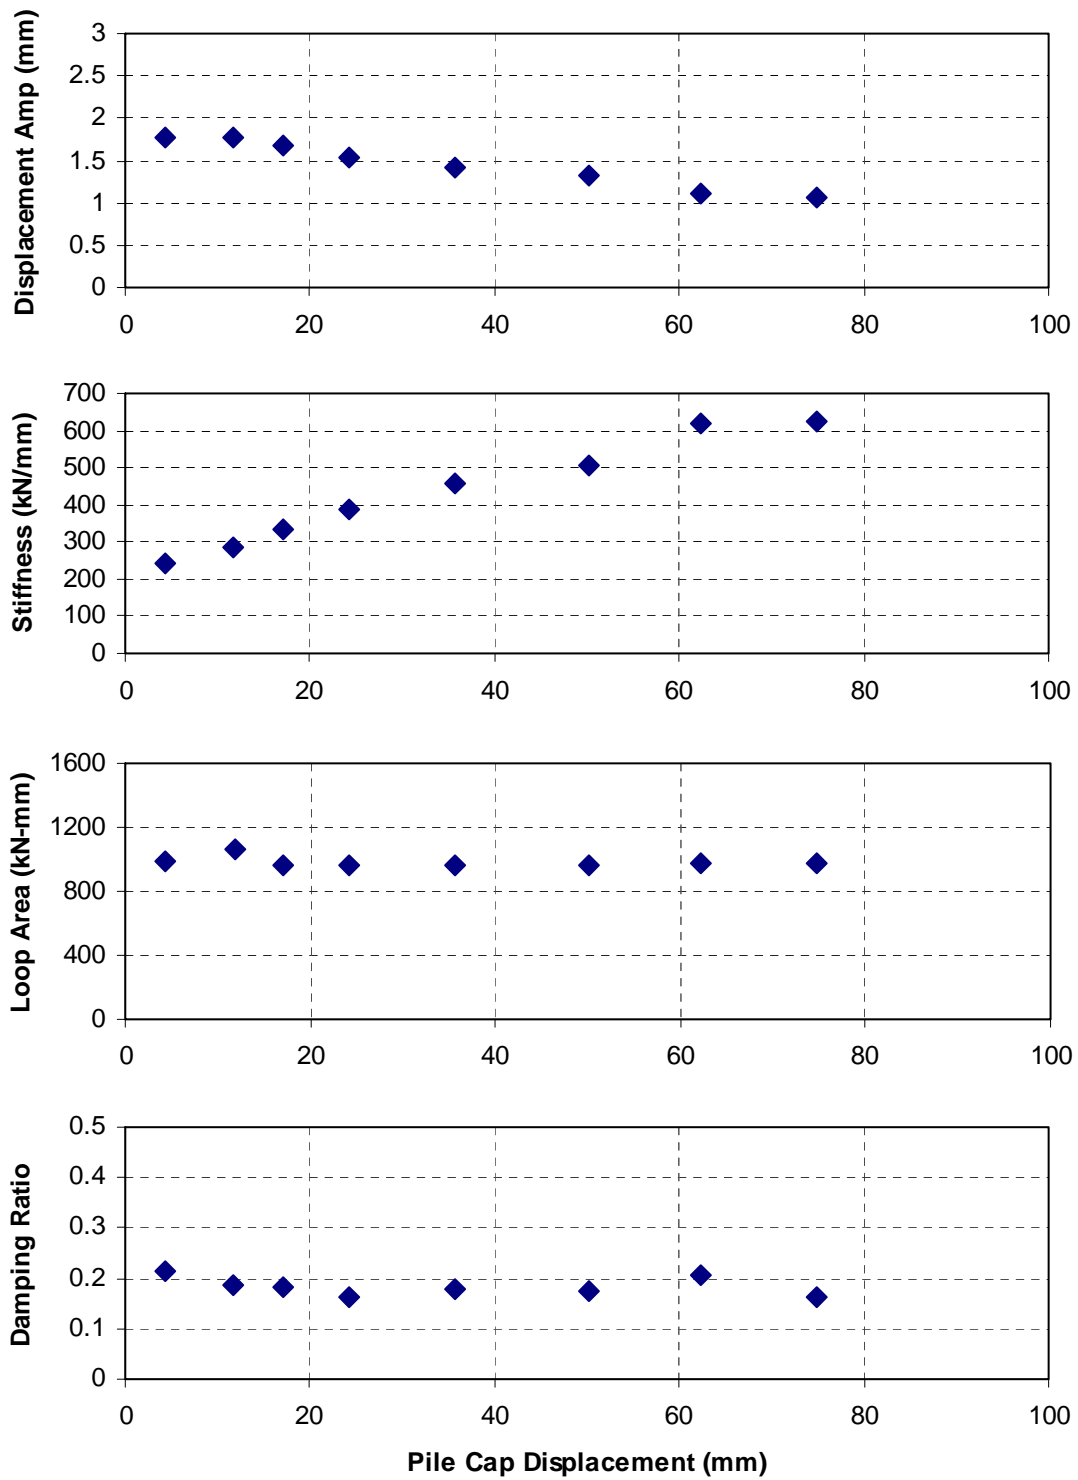 Displacement Amp (mm)
3
2.5
2
1.5
1
0.5
0
0 20 40 60 80 100
Stiffness (kN/mm)
700
600
500
400
300
200
100
0
0 20 40 60 80 100
Loop Area (kN-mm)
1600
1200
800
400
0
0 20 40 60 80 100
Damping Ratio
0.5
0.4
0.3
0.2
0.1
0
0 20 40 60 80 100
Pile Cap Displacement (mm)